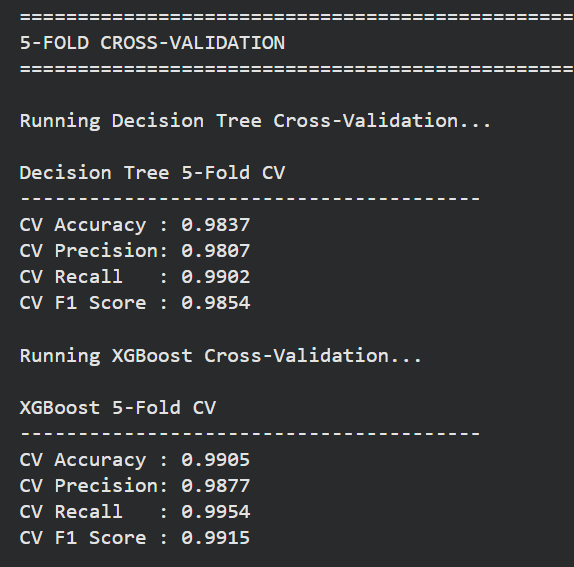 ================================================
5-FOLD CROSS-VALIDATION
================================================
Running Decision Tree Cross-Validation...
Decision Tree 5-Fold CV
----------------------------------------
CV Accuracy : 0.9837
CV Precision: 0.9807
CV Recall   : 0.9902
CV F1 Score : 0.9854
Running XGBoost Cross-Validation...
XGBoost 5-Fold CV
----------------------------------------
CV Accuracy : 0.9905
CV Precision: 0.9877
CV Recall   : 0.9954
CV F1 Score : 0.9915